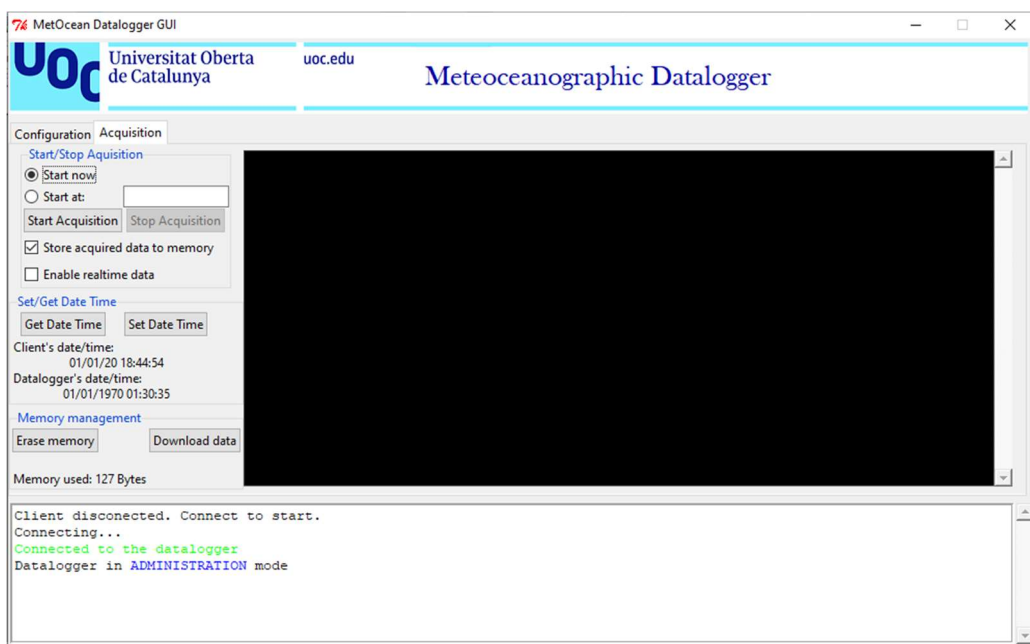 MetOcean Datalogger GUI
UOC
Universitat Oberta
de Catalunya
uoc.edu
Meteoceanographic Datalogger
Configuration Acquisition
Start/Stop Aquisition
Start now
Start at:
Start Acquisition Stop Acquisition
Store acquired data to memory
Enable realtime data
Set/Get Date Time
Get Date Time Set Date Time
Client's date/time:
01/01/20 18:44:54
Datalogger's date/time:
01/01/1970 01:30:35
Memory management
Erase memory Download data
Memory used: 127 Bytes
Client disconected. Connect to start.
Connecting...
Connected to the datalogger
Datalogger in ADMINISTRATION mode